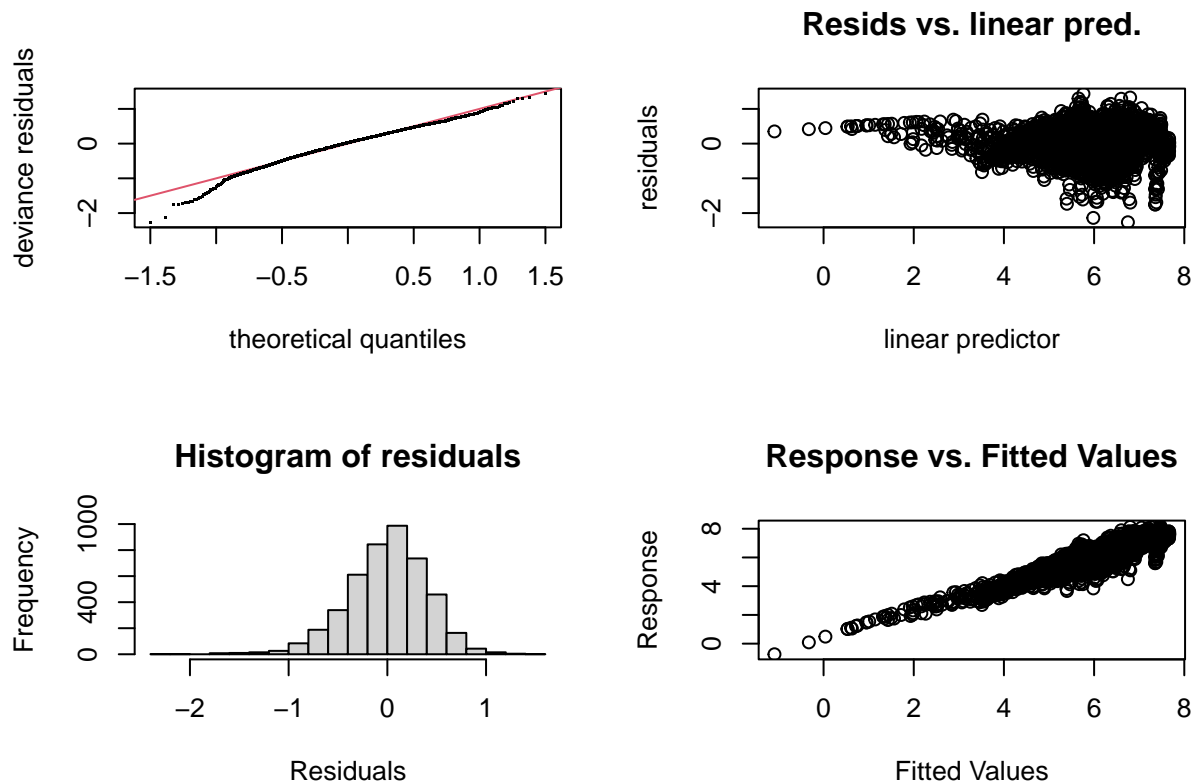 deviance residuals
0
−2
−1.5
−0.5
0.5
1.0
1.5
theoretical quantiles
Resids vs. linear pred.
residuals
0
−2
0
2
4
6
8
linear predictor
Histogram of residuals
Frequency
1000
400
0
−2
−1
0
1
Residuals
Response vs. Fitted Values
Response
8
4
0
0
2
4
6
8
Fitted Values